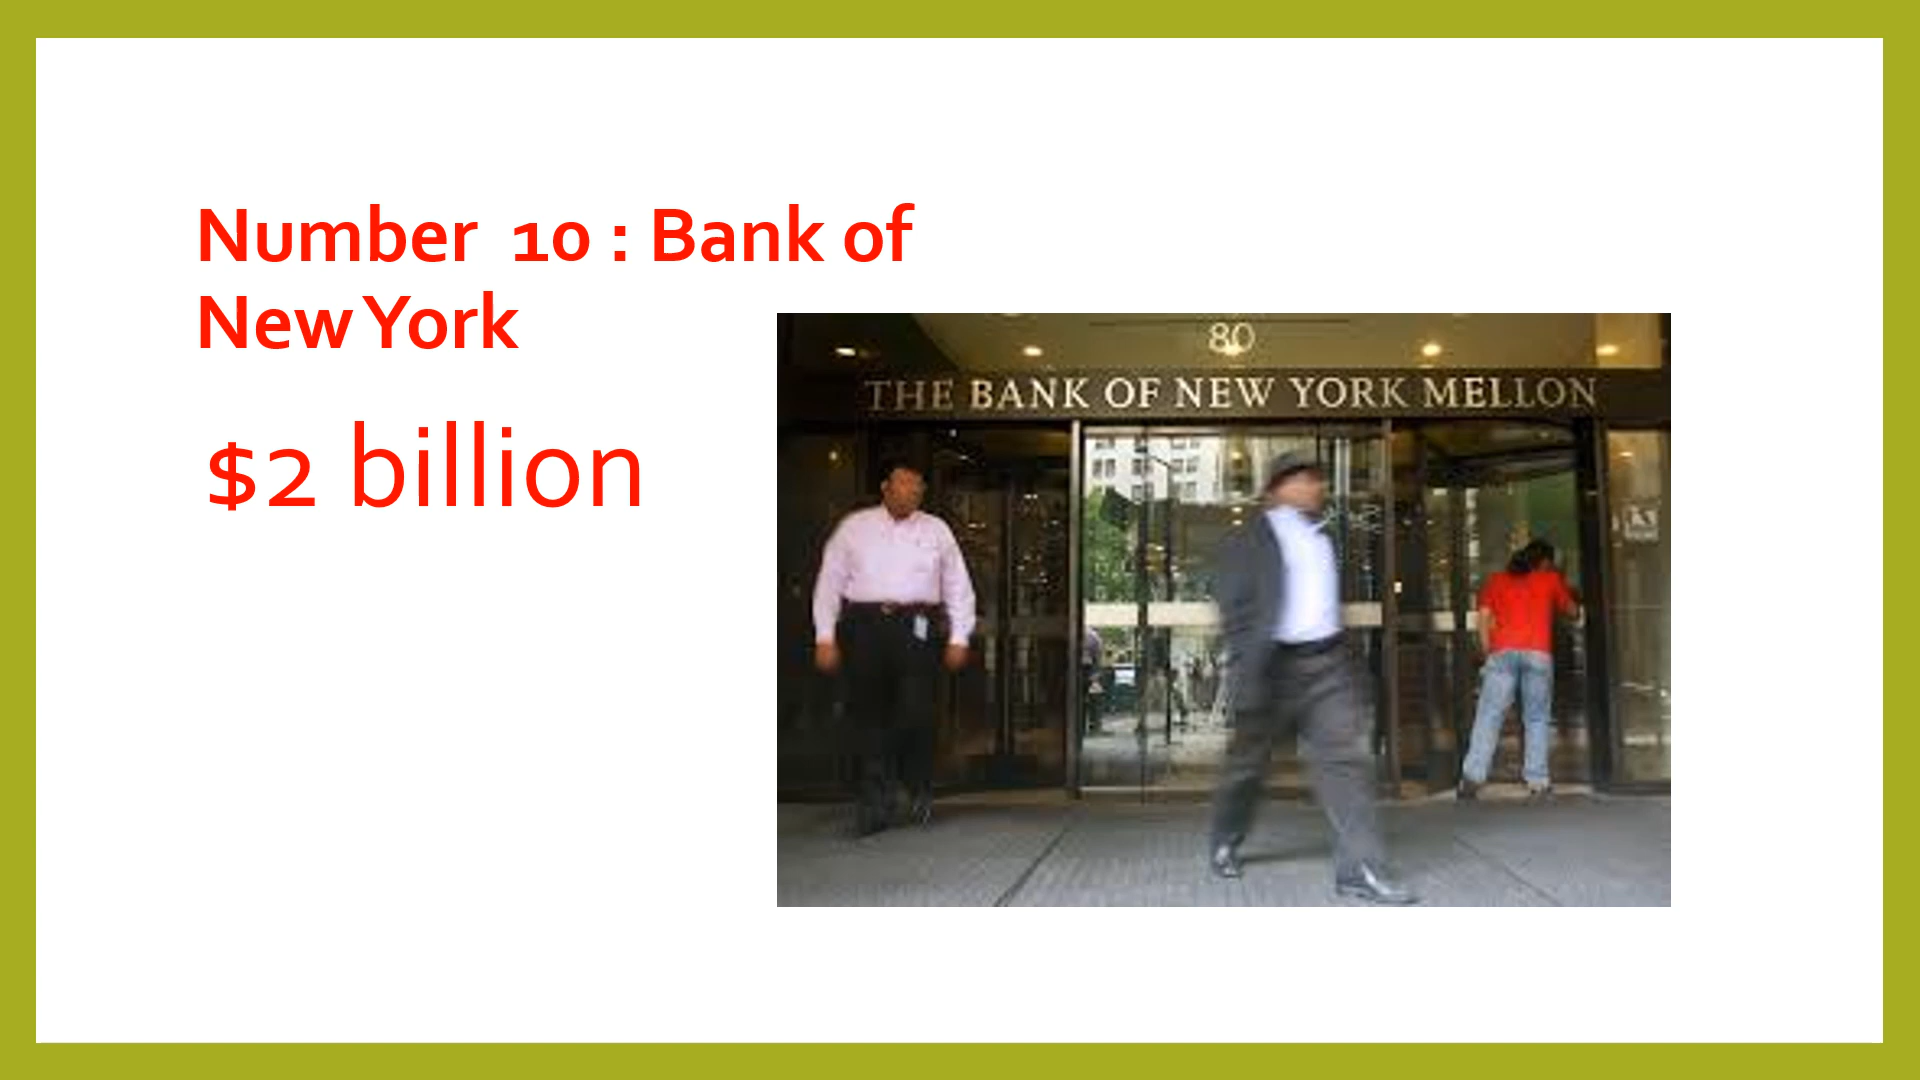 Number  10 : Bank of
New York
$2 billion
80
THE BANK OF NEW YORK MELLON